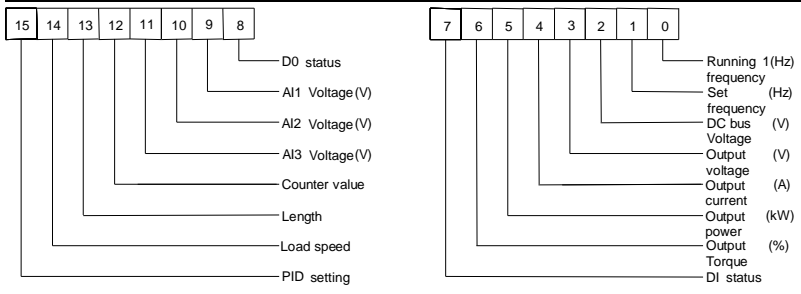 15 14 13 12 11 10 9 8
D0 status
AI1 Voltage(V)
AI2 Voltage(V)
AI3 Voltage(V)
Counter value
Length
Load speed
PID setting
7 6 5 4 3 2 1 0
Running 1(Hz)
frequency
Set (Hz)
frequency
DC bus (V)
Voltage
Output (V)
voltage
Output (A)
current
Output (kW)
power
Output (%)
Torque
DI status